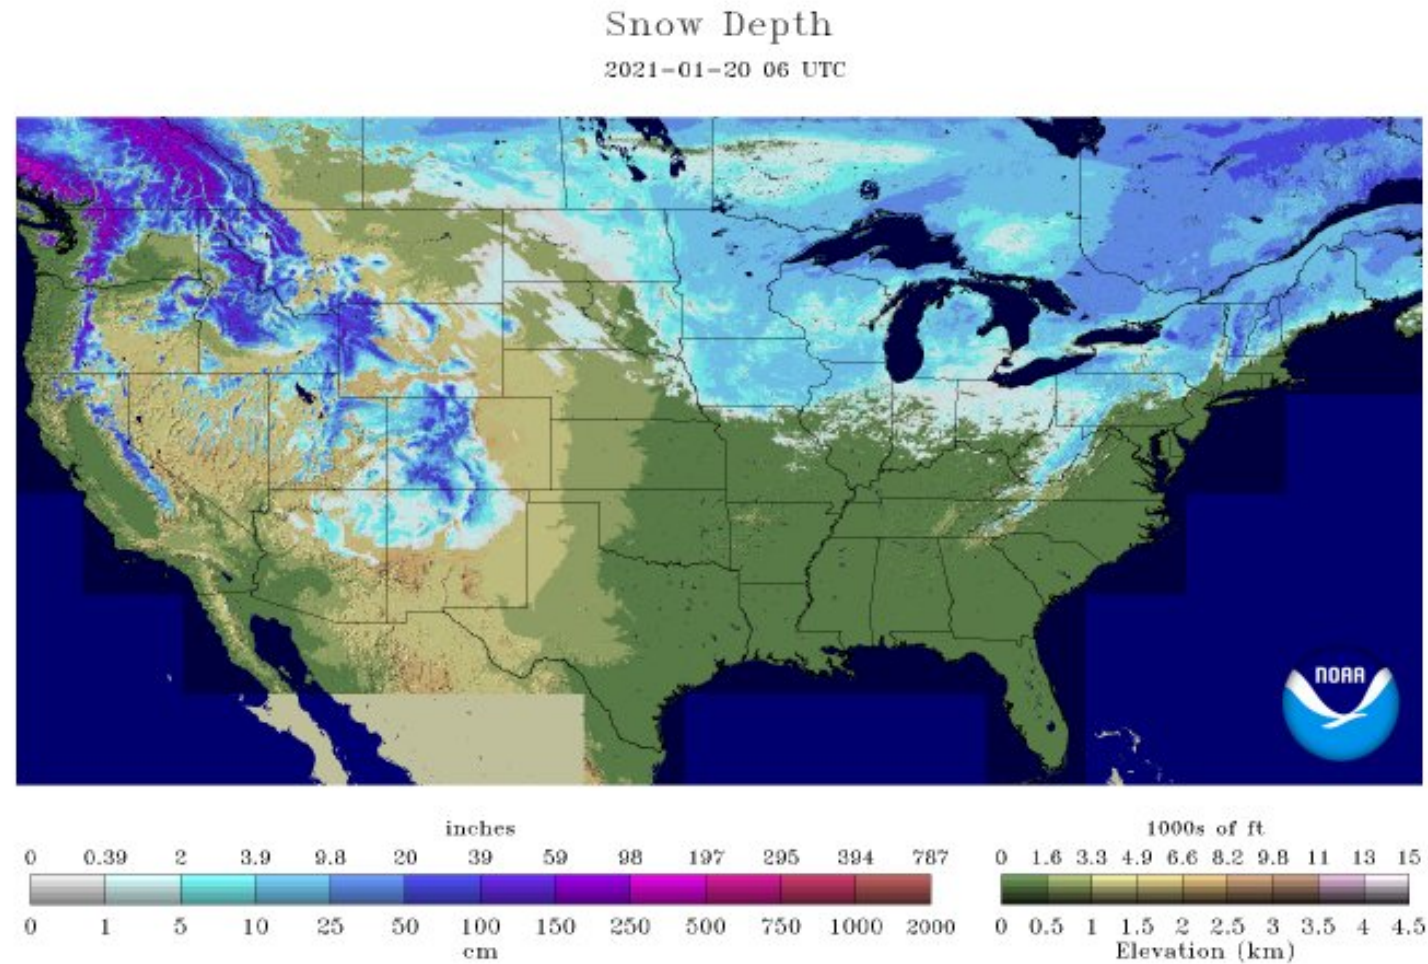 Snow Depth
2021-01-20 06 UTC
NOAA
inches
0 0.39 2 3.9 9.8 20 39 59 98 197 295 394 787
0 1 5 10 25 50 100 150 250 500 750 1000 2000
cm
1000s of ft
0 1.6 3.3 4.9 6.6 8.2 9.8 11 13 15
0 0.5 1 1.5 2 2.5 3 3.5 4 4.5
Elevation (km)